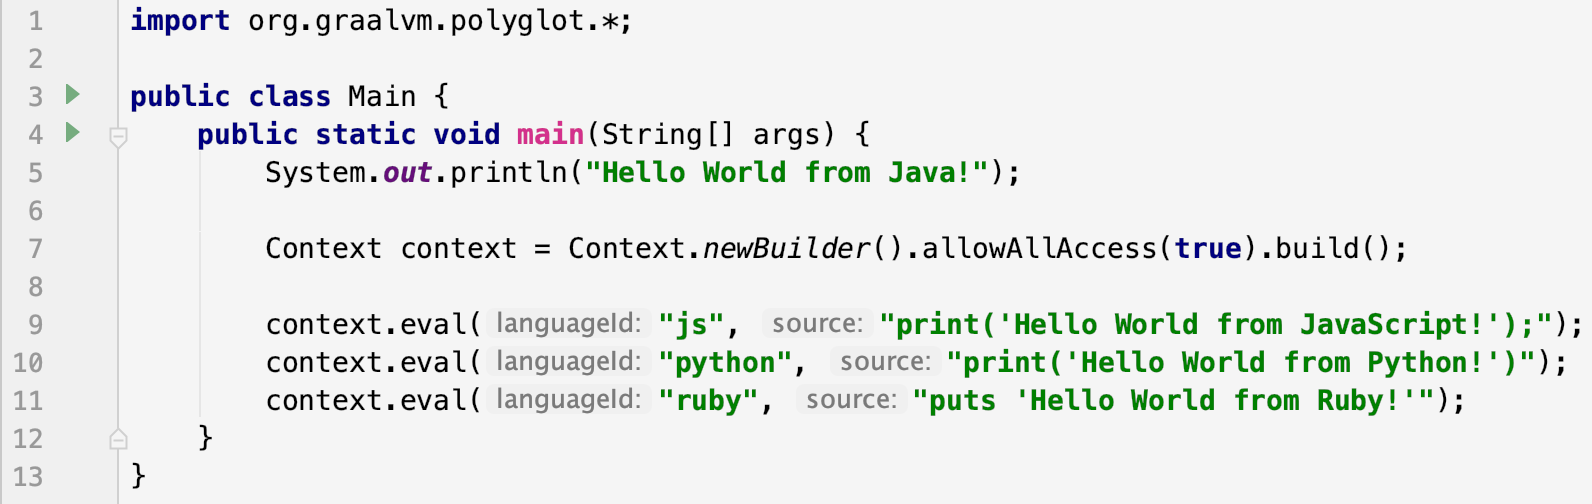 1 import org.graalvm.polyglot.*;
2
3 public class Main {
4 public static void main(String[] args) {
5 System.out.println("Hello World from Java!");
6
7 Context context = Context.newBuilder().allowAllAccess(true).build();
8
9 context.eval( languageId: "js", source: "print('Hello World from JavaScript!');");
10 context.eval( languageId: "python", source: "print('Hello World from Python!')");
11 context.eval( languageId: "ruby", source: "puts 'Hello World from Ruby!'");
12 }
13 }